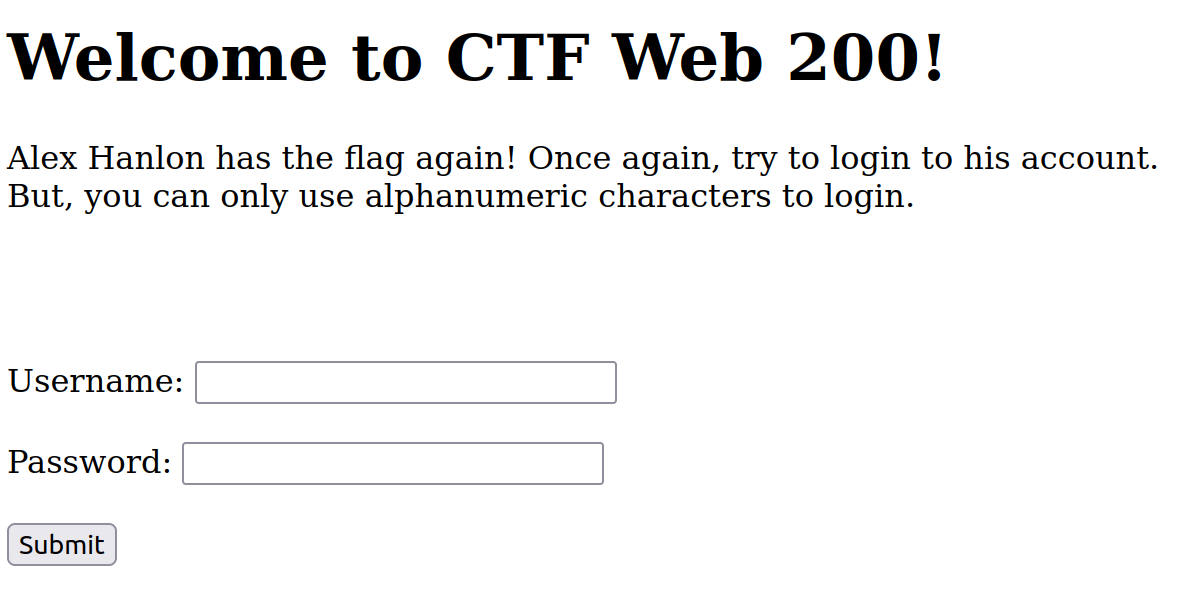 Welcome to CTF Web 200!
Alex Hanlon has the flag again! Once again, try to login to his account.
But, you can only use alphanumeric characters to login.
Username:
Password:
Submit